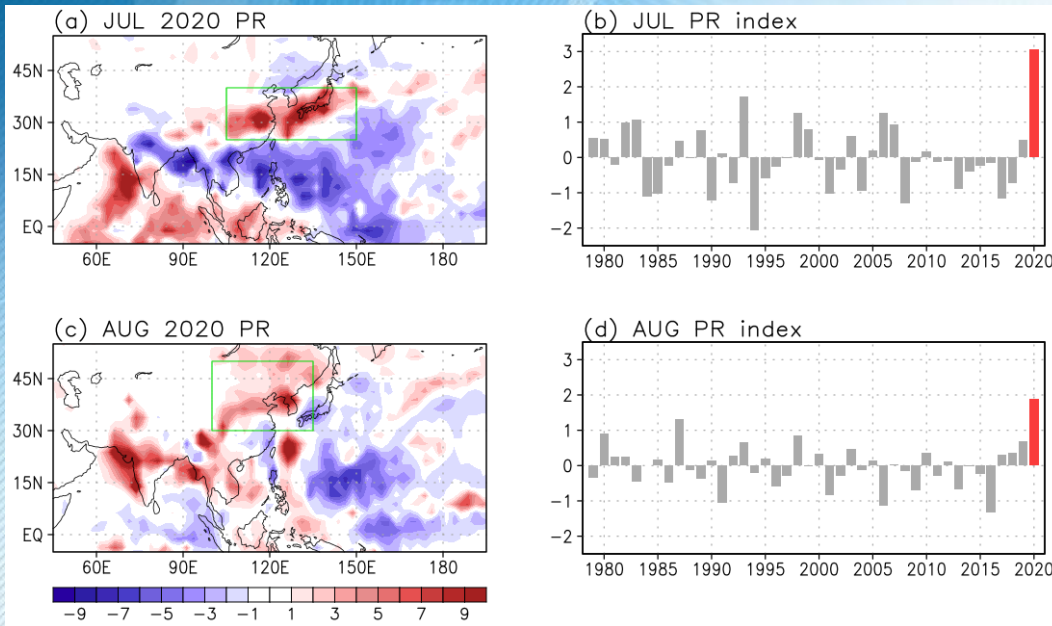 (a) JUL 2020 PR
45N
30N
15N
EQ
60E 90E 120E 150E 180
(b) JUL PR index
3
2
1
0
-1
-2
1980 1985 1990 1995 2000 2005 2010 2015 2020
(c) AUG 2020 PR
45N
30N
15N
EQ
60E 90E 120E 150E 180
-9 -7 -5 -3 -1 1 3 5 7 9
(d) AUG PR index
3
2
1
0
-1
-2
1980 1985 1990 1995 2000 2005 2010 2015 2020